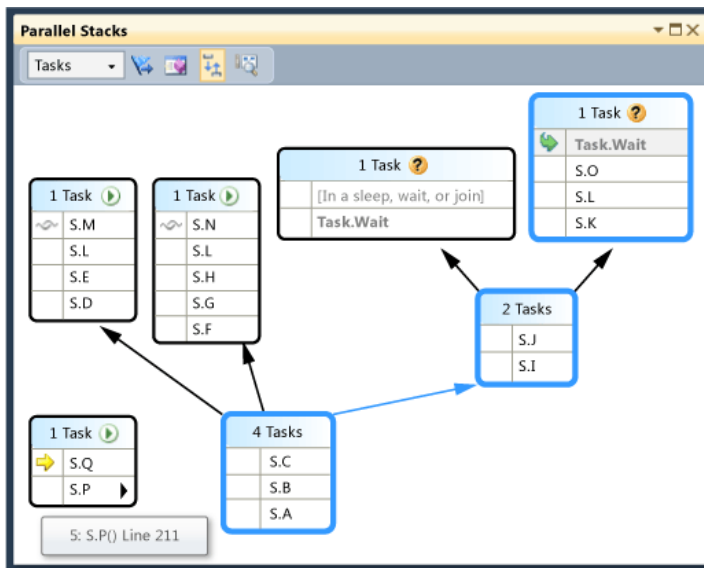 Parallel Stacks
Tasks
1 Task
Task.Wait
S.O
S.L
S.K
1 Task
[In a sleep, wait, or join]
Task.Wait
1 Task
S.M
S.L
S.E
S.D
1 Task
S.N
S.L
S.H
S.G
S.F
2 Tasks
S.J
S.I
4 Tasks
S.C
S.B
S.A
1 Task
S.Q
S.P
5: S.P() Line 211